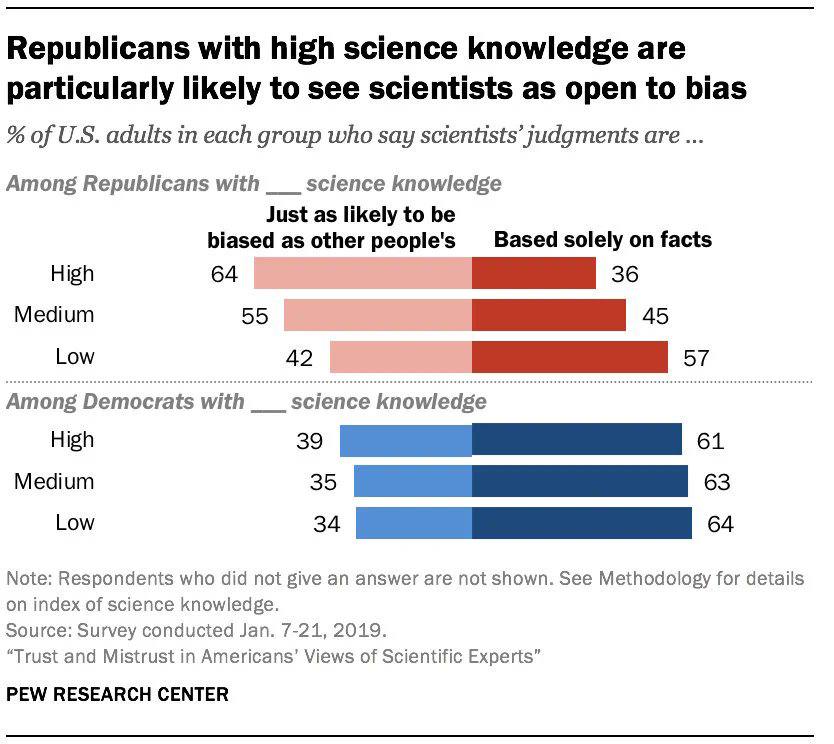 Republicans with high science knowledge are
particularly likely to see scientists as open to bias
% of U.S. adults in each group who say scientists' judgments are ...
Among Republicans with ___ science knowledge
Just as likely to be
biased as other people's
Based solely on facts
High 64 36
Medium 55 45
Low 42 57
Among Democrats with ___ science knowledge
High 39 61
Medium 35 63
Low 34 64
Note: Respondents who did not give an answer are not shown. See Methodology for details
on index of science knowledge.
Source: Survey conducted Jan. 7-21, 2019.
“Trust and Mistrust in Americans’ Views of Scientific Experts”
PEW RESEARCH CENTER